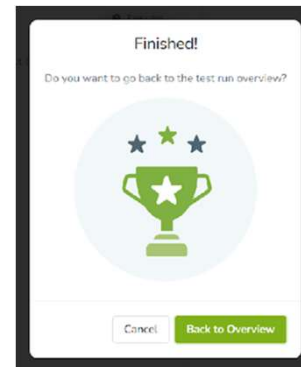 Finished!
Do you want to go back to the test run overview?
Cancel
Back to Overview